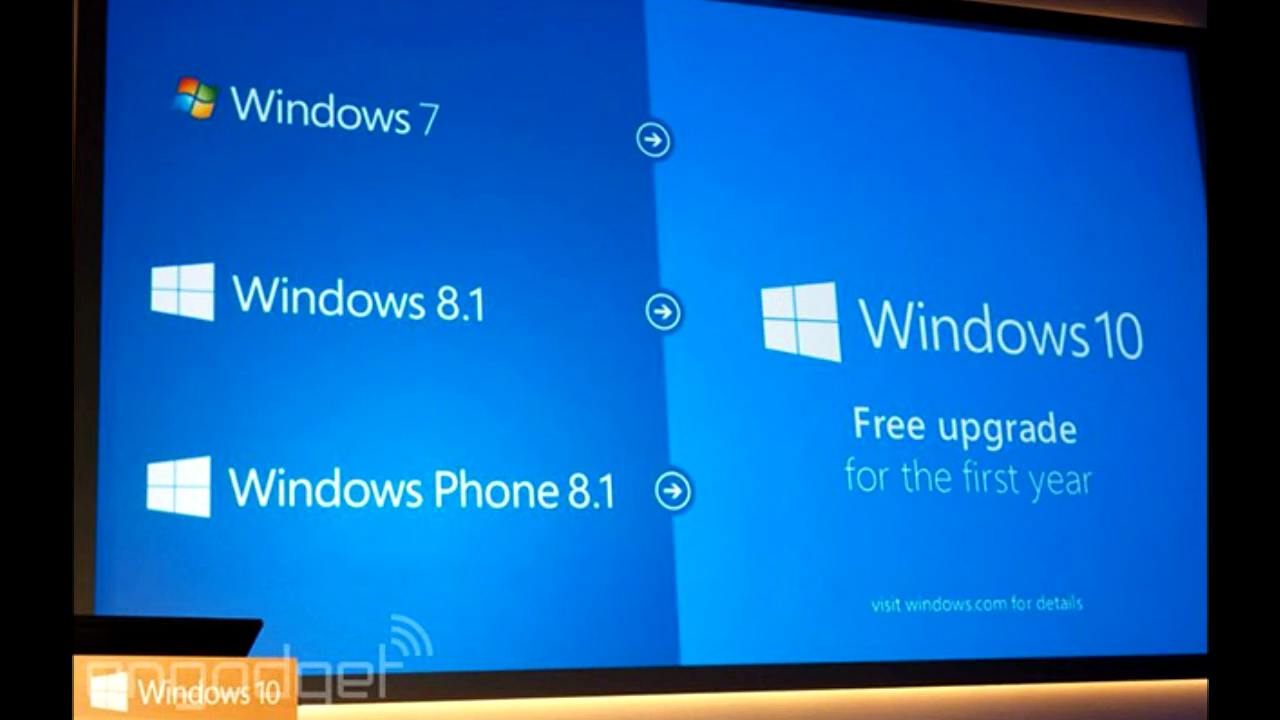 Windows 7
Windows 8.1
Windows Phone 8.1
Windows 10
Free upgrade
for the first year
visit windows.com for details
engadget
Windows 10